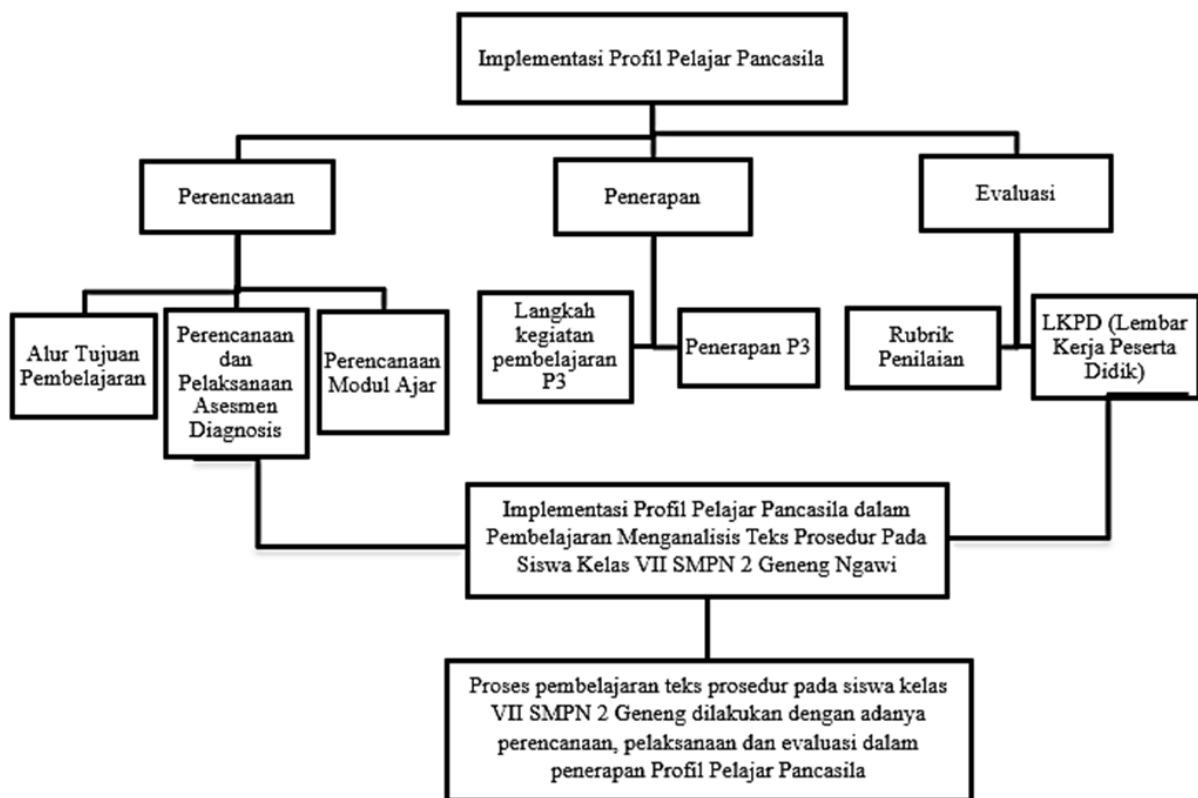 Implementasi Profil Pelajar Pancasila
Perencanaan
Penerapan
Evaluasi
Alur Tujuan
Pembelajaran
Perencanaan
dan
Pelaksanaan
Asesmen
Diagnosis
Perencanaan
Modul Ajar
Langkah
kegiatan
pembelajaran
P3
Penerapan P3
Rubrik
Penilaian
LKPD (Lembar
Kerja Peserta
Didik)
Implementasi Profil Pelajar Pancasila dalam
Pembelajaran Menganalisis Teks Prosedur Pada
Siswa Kelas VII SMPN 2 Geneng Ngawi
Proses pembelajaran teks prosedur pada siswa kelas
VII SMPN 2 Geneng dilakukan dengan adanya
perencanaan, pelaksanaan dan evaluasi dalam
penerapan Profil Pelajar Pancasila